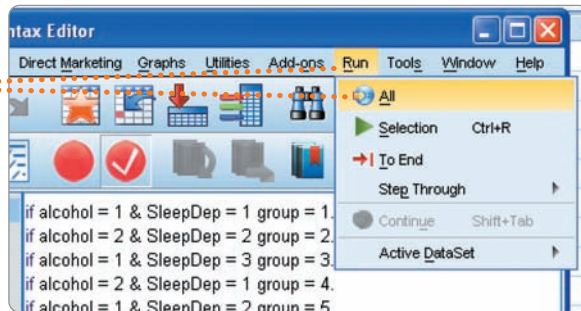 ntax Editor
Direct Marketing Graphs Utilities Add-ons Run Tools Window Help
All
Selection Ctrl+R
To End
Step Through
Continue Shift+Tab
Active DataSet
if alcohol = 1 & SleepDep = 1 group = 1.
if alcohol = 2 & SleepDep = 2 group = 2.
if alcohol = 1 & SleepDep = 3 group = 3.
if alcohol = 2 & SleepDep = 1 group = 4.
if alcohol = 1 & SleepDep = 2 group = 5